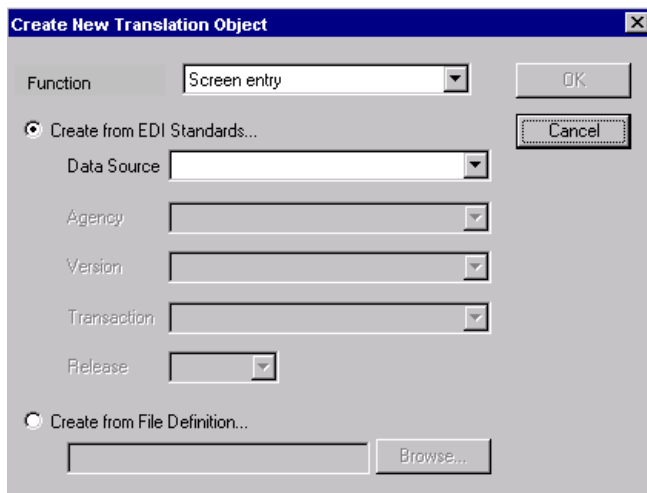 Create New Translation Object
Function Screen entry OK
Create from EDI Standards... Cancel
Data Source
Agency
Version
Transaction
Release
Create from File Definition...
Browse...